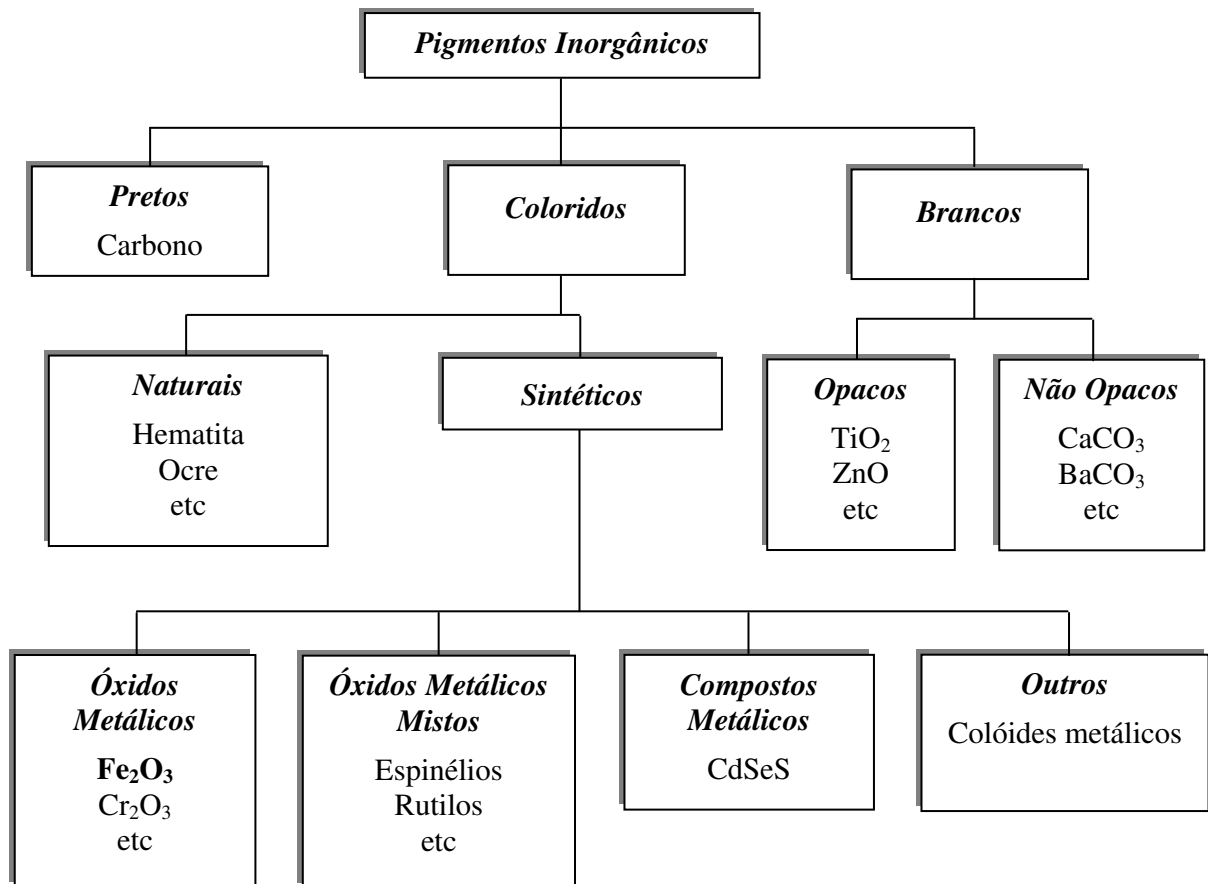 Pigmentos Inorgânicos
Pretos
Carbono
Coloridos
Brancos
Naturais
Hematita
Ocre
etc
Sintéticos
Opacos
TiO₂
ZnO
etc
Não Opacos
CaCO₃
BaCO₃
etc
Óxidos
Metálicos
Fe₂O₃
Cr₂O₃
etc
Óxidos Metálicos
Mistos
Espinélios
Rutilos
etc
Compostos
Metálicos
CdSeS
Outros
Colóides metálicos